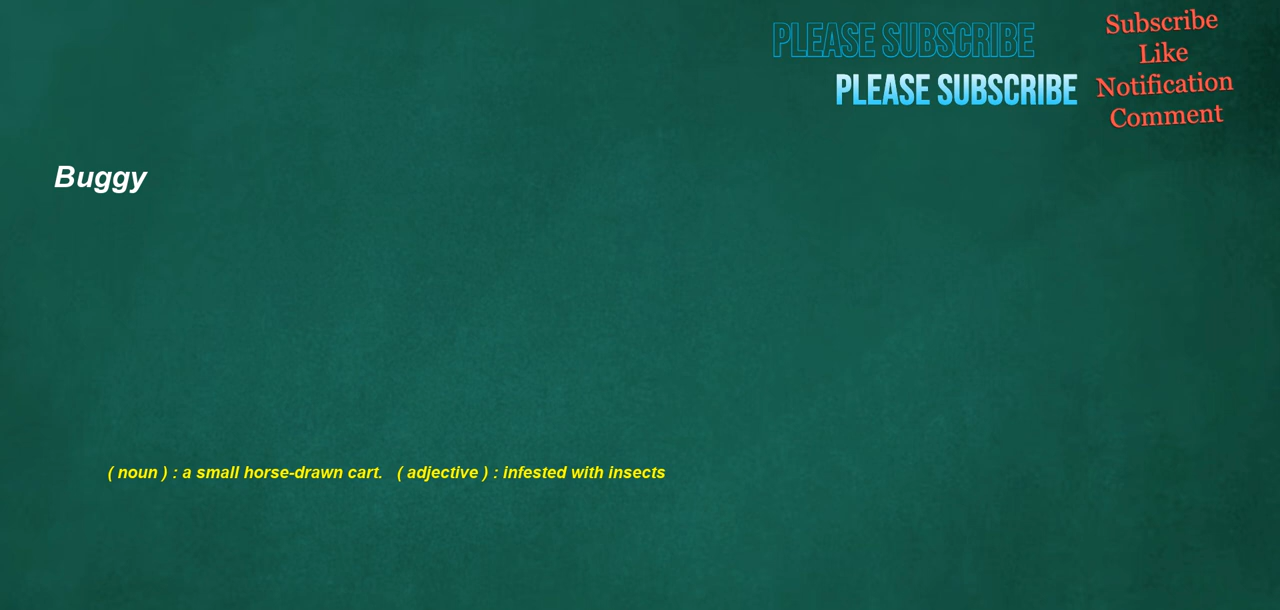 PLEASE SUBSCRIBE
PLEASE SUBSCRIBE
Subscribe
Like
Notification
Comment
Buggy
( noun ) : a small horse-drawn cart.   ( adjective ) : infested with insects